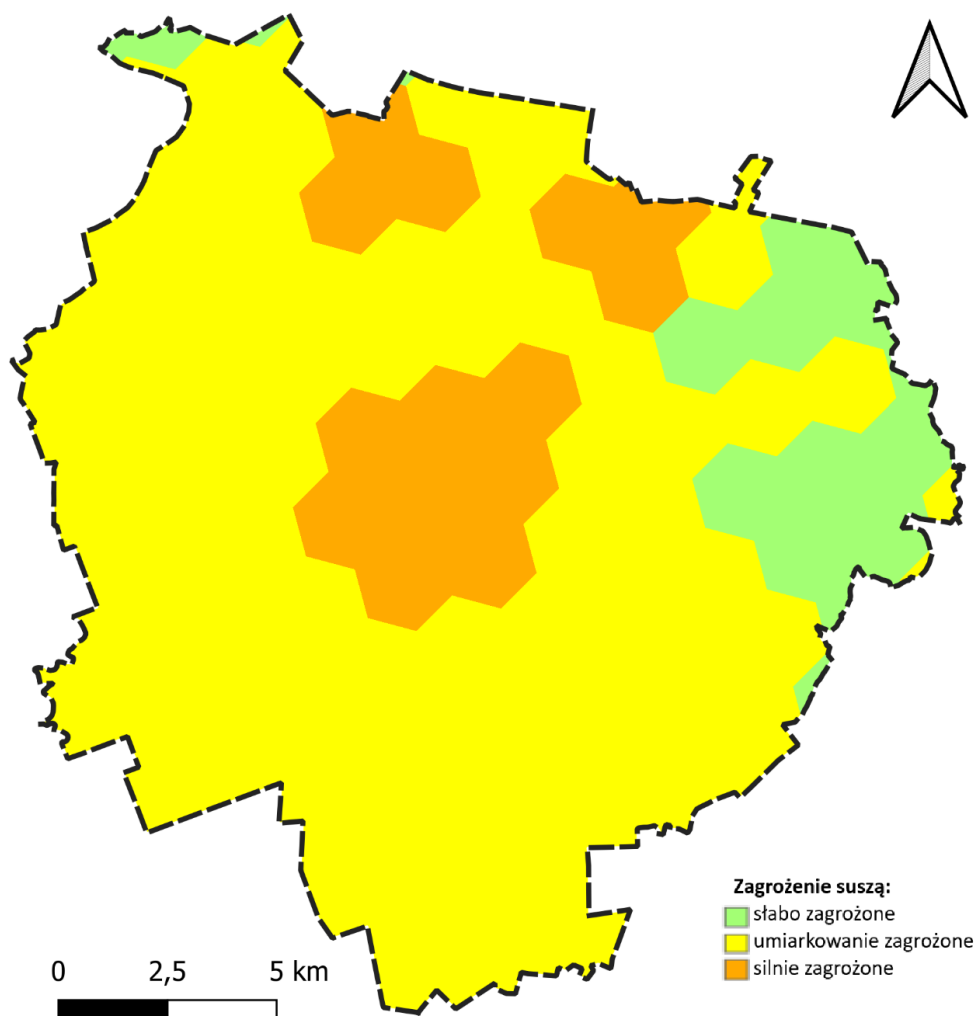 Zagrożenie suszą:
słabo zagrożone
umiarkowanie zagrożone
silnie zagrożone
0 2,5 5 km